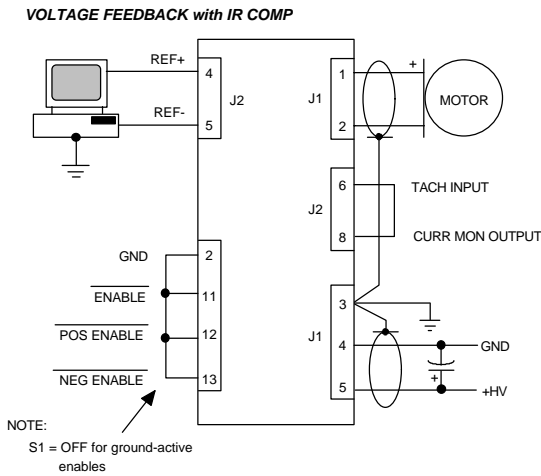 VOLTAGE FEEDBACK with IR COMP
REF+
4
J2
REF-
5
J1
1
+
MOTOR
2
J2
6
TACH INPUT
8
CURR MON OUTPUT
GND
2
ENABLE
11
POS ENABLE
12
NEG ENABLE
13
J1
3
4
GND
+
5
+HV
NOTE:
S1 = OFF for ground-active
enables